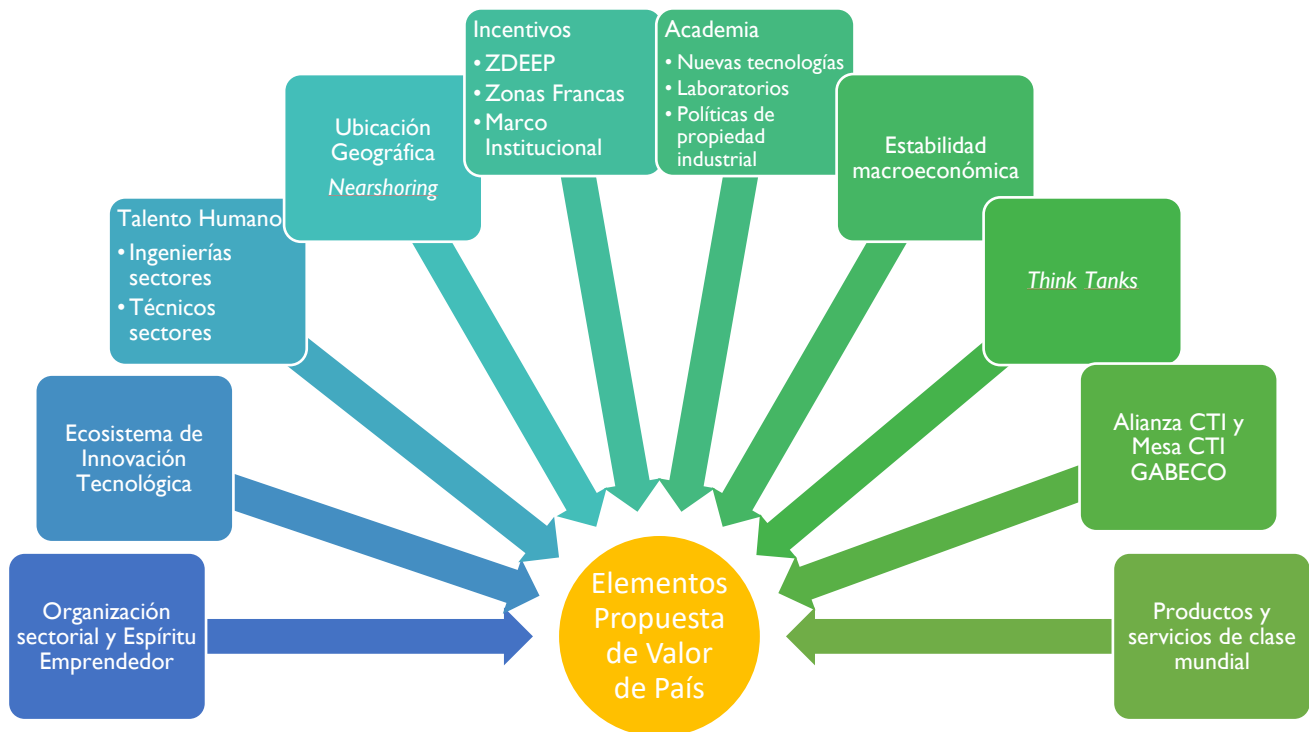 Organización
sectorial y Espíritu
Emprendedor
Ecosistema de
Innovación
Tecnológica
Talento Humano
• Ingenierías
sectores
• Técnicos
sectores
Ubicación
Geográfica
Nearshoring
Incentivos
• ZDEEP
• Zonas Francas
• Marco
Institucional
Academia
• Nuevas tecnologías
• Laboratorios
• Políticas de
propiedad
industrial
Estabilidad
macroeconómica
Think Tanks
Alianza CTI y
Mesa CTI
GABECO
Productos y
servicios de clase
mundial
Elementos
Propuesta
de Valor
de País